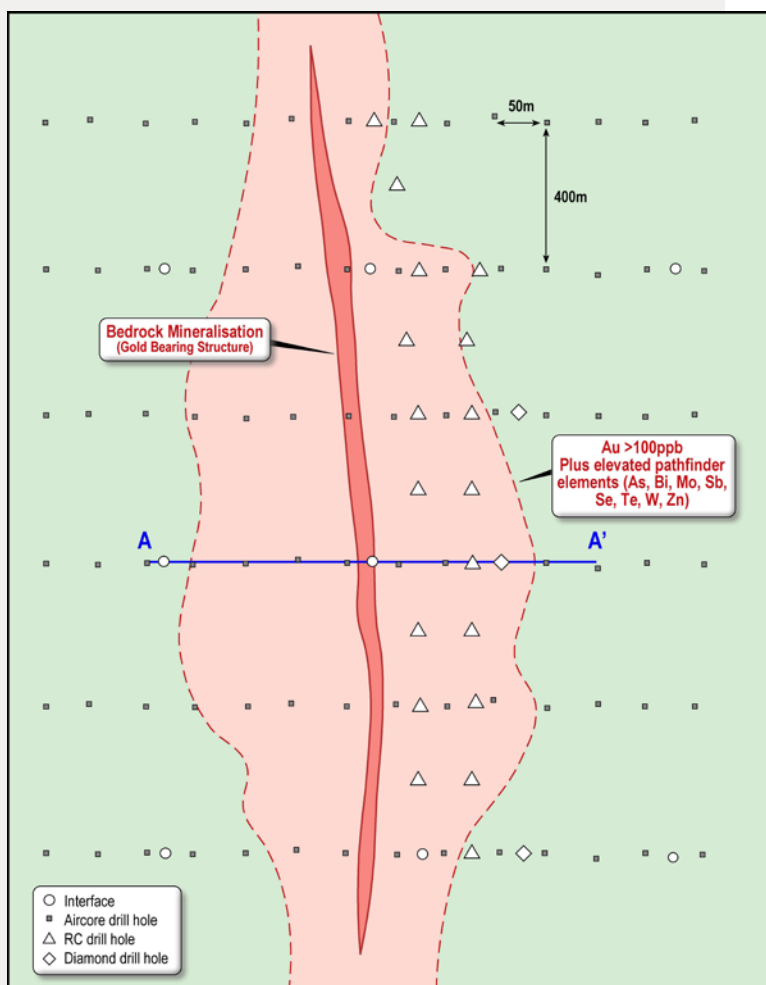 50m
400m
Bedrock Mineralisation
(Gold Bearing Structure)
Au >100ppb
Plus elevated pathfinder
elements (As, Bi, Mo, Sb,
Se, Te, W, Zn)
A
A’
Interface
Aircore drill hole
RC drill hole
Diamond drill hole